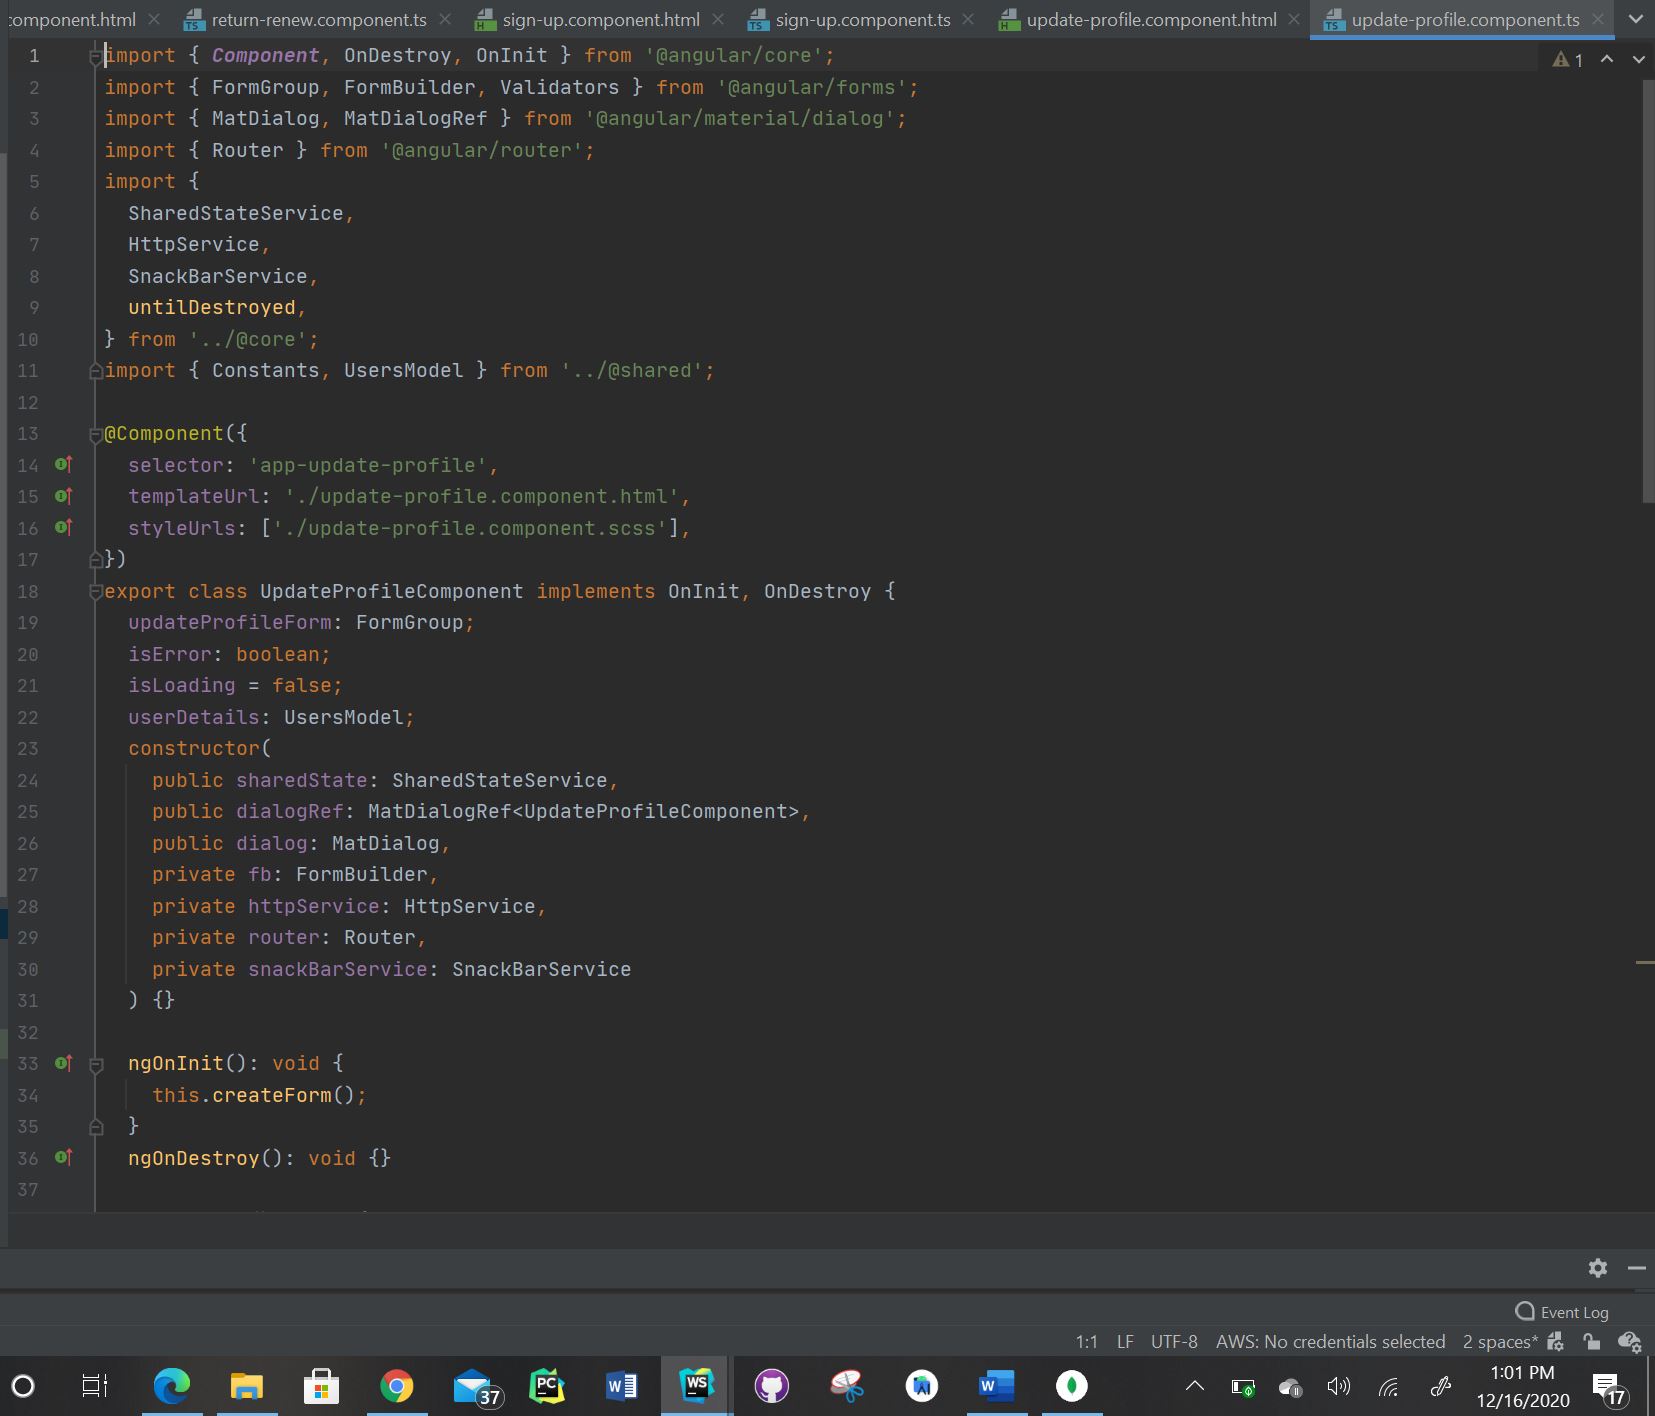 component.html
return-renew.component.ts
sign-up.component.html
sign-up.component.ts
update-profile.component.html
update-profile.component.ts
1 import { Component, OnDestroy, OnInit } from '@angular/core';
1
2 import { FormGroup, FormBuilder, Validators } from '@angular/forms';
3 import { MatDialog, MatDialogRef } from '@angular/material/dialog';
4 import { Router } from '@angular/router';
5 import {
6 SharedStateService,
7 HttpService,
8 SnackBarService,
9 untilDestroyed,
10 } from '../@core';
11 import { Constants, UsersModel } from '../@shared';
12
13 @Component({
14 selector: 'app-update-profile',
15 templateUrl: './update-profile.component.html',
16 styleUrls: ['./update-profile.component.scss'],
17 })
18 export class UpdateProfileComponent implements OnInit, OnDestroy {
19 updateProfileForm: FormGroup;
20 isError: boolean;
21 isLoading = false;
22 userDetails: UsersModel;
23 constructor(
24 public sharedState: SharedStateService,
25 public dialogRef: MatDialogRef<UpdateProfileComponent>,
26 public dialog: MatDialog,
27 private fb: FormBuilder,
28 private httpService: HttpService,
29 private router: Router,
30 private snackBarService: SnackBarService
31 ) {}
32
33 ngOnInit(): void {
34 this.createForm();
35 }
36 ngOnDestroy(): void {}
37
Event Log
1:1 LF UTF-8 AWS: No credentials selected 2 spaces*
37
PC
W
WS
W
1:01 PM
12/16/2020
17